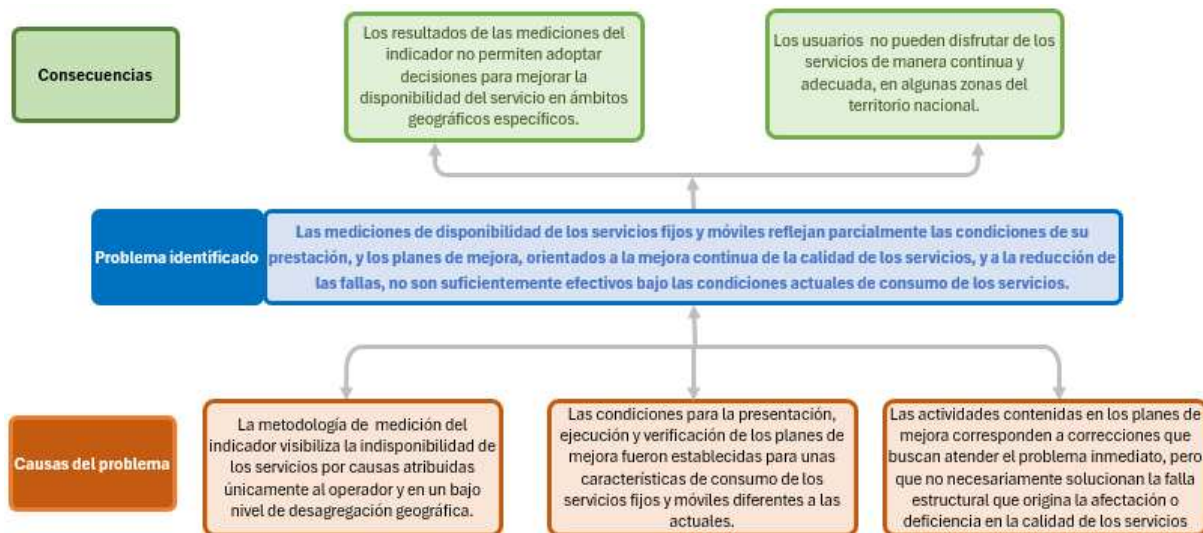 Consecuencias
Los resultados de las mediciones del
indicador no permiten adoptar
decisiones para mejorar la
disponibilidad del servicio en ámbitos
geográficos específicos.
Los usuarios no pueden disfrutar de los
servicios de manera continua y
adecuada, en algunas zonas del
territorio nacional.
Problema identificado
Las mediciones de disponibilidad de los servicios fijos y móviles reflejan parcialmente las condiciones de su
prestación, y los planes de mejora, orientados a la mejora continua de la calidad de los servicios, y a la reducción de
las fallas, no son suficientemente efectivos bajo las condiciones actuales de consumo de los servicios.
Causas del problema
La metodología de medición del
indicador visibiliza la indisponibilidad de
los servicios por causas atribuidas
únicamente al operador y en un bajo
nivel de desagregación geográfica.
Las condiciones para la presentación,
ejecución y verificación de los planes de
mejora fueron establecidas para unas
características de consumo de los
servicios fijos y móviles diferentes a las
actuales.
Las actividades contenidas en los planes de
mejora corresponden a correcciones que
buscan atender el problema inmediato, pero
que no necesariamente solucionan la falla
estructural que origina la afectación o
deficiencia en la calidad de los servicios